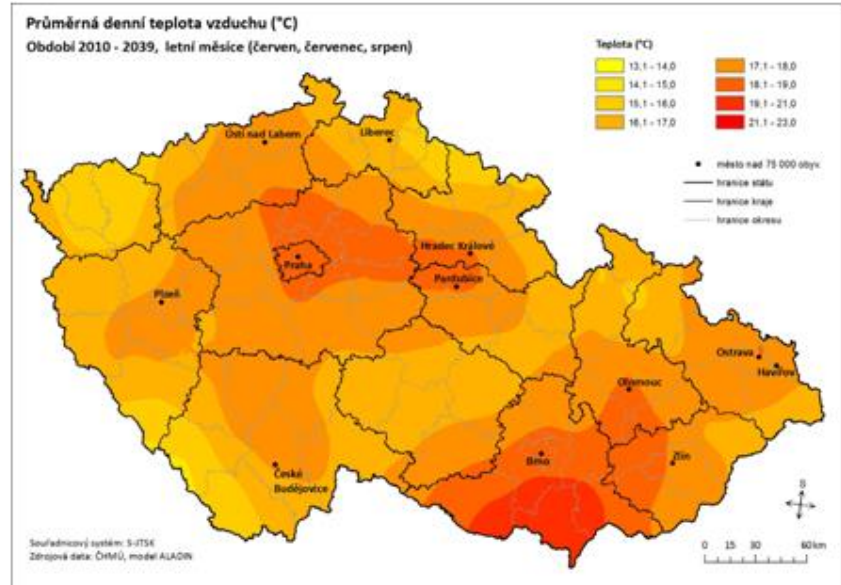 Průměrná denní teplota vzduchu (°C)
Období 2010 - 2039, letní měsíce (červen, červenec, srpen)
Teplota (°C)
13,1 - 14,0
14,1 - 15,0
15,1 - 16,0
16,1 - 17,0
17,1 - 18,0
18,1 - 19,0
19,1 - 21,0
21,1 - 23,0
město nad 75 000 obyv.
hranice státu
hranice kraje
hranice okresu
Ústí nad Labem
Liberec
Hradec Králové
Praha
Pardubice
Plzeň
Ostrava
Havířov
Olomouc
Brno
Zlín
České
Budějovice
S
Souřadnicový systém: S-JTSK
Zdrojová data: ČHMÚ, model ALADIN
0 15 30 60 km